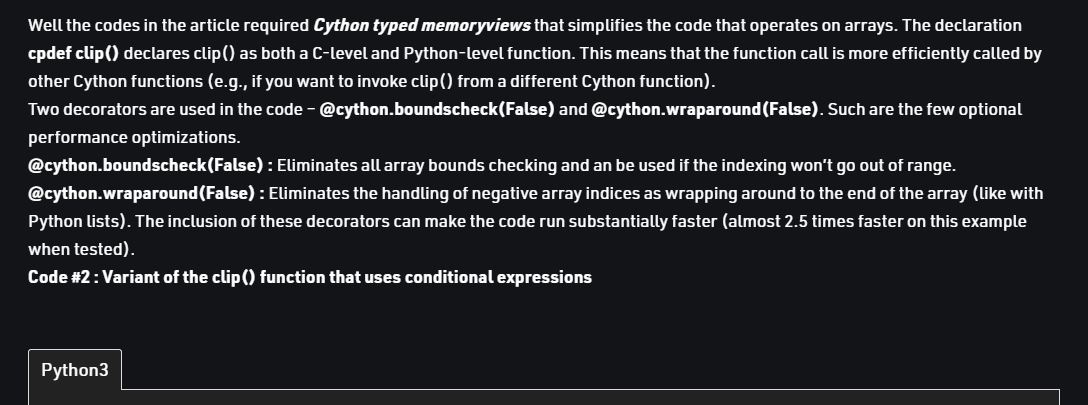 Well the codes in the article required Cython typed memoryviews that simplifies the code that operates on arrays. The declaration
cpdef clip() declares clip() as both a C-level and Python-level function. This means that the function call is more efficiently called by
other Cython functions (e.g., if you want to invoke clip() from a different Cython function).
Two decorators are used in the code – @cython.boundscheck(False) and @cython.wraparound(False). Such are the few optional
performance optimizations.
@cython.boundscheck(False) : Eliminates all array bounds checking and an be used if the indexing won't go out of range.
@cython.wraparound(False) : Eliminates the handling of negative array indices as wrapping around to the end of the array (like with
Python lists). The inclusion of these decorators can make the code run substantially faster (almost 2.5 times faster on this example
when tested).
Code #2 : Variant of the clip() function that uses conditional expressions
Python3